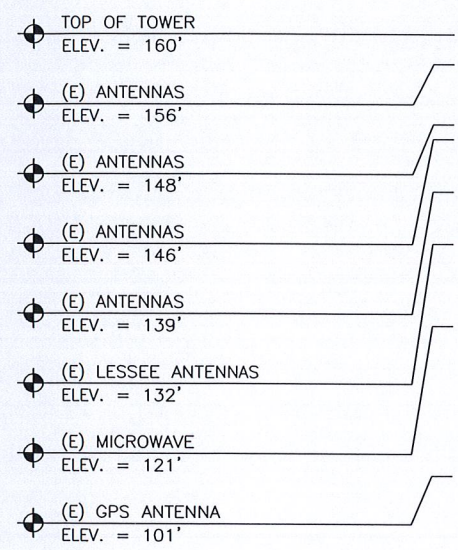 TOP OF TOWER
ELEV. = 160'
(E) ANTENNAS
ELEV. = 156'
(E) ANTENNAS
ELEV. = 148'
(E) ANTENNAS
ELEV. = 146'
(E) ANTENNAS
ELEV. = 139'
(E) LESSEE ANTENNAS
ELEV. = 132'
(E) MICROWAVE
ELEV. = 121'
(E) GPS ANTENNA
ELEV. = 101'